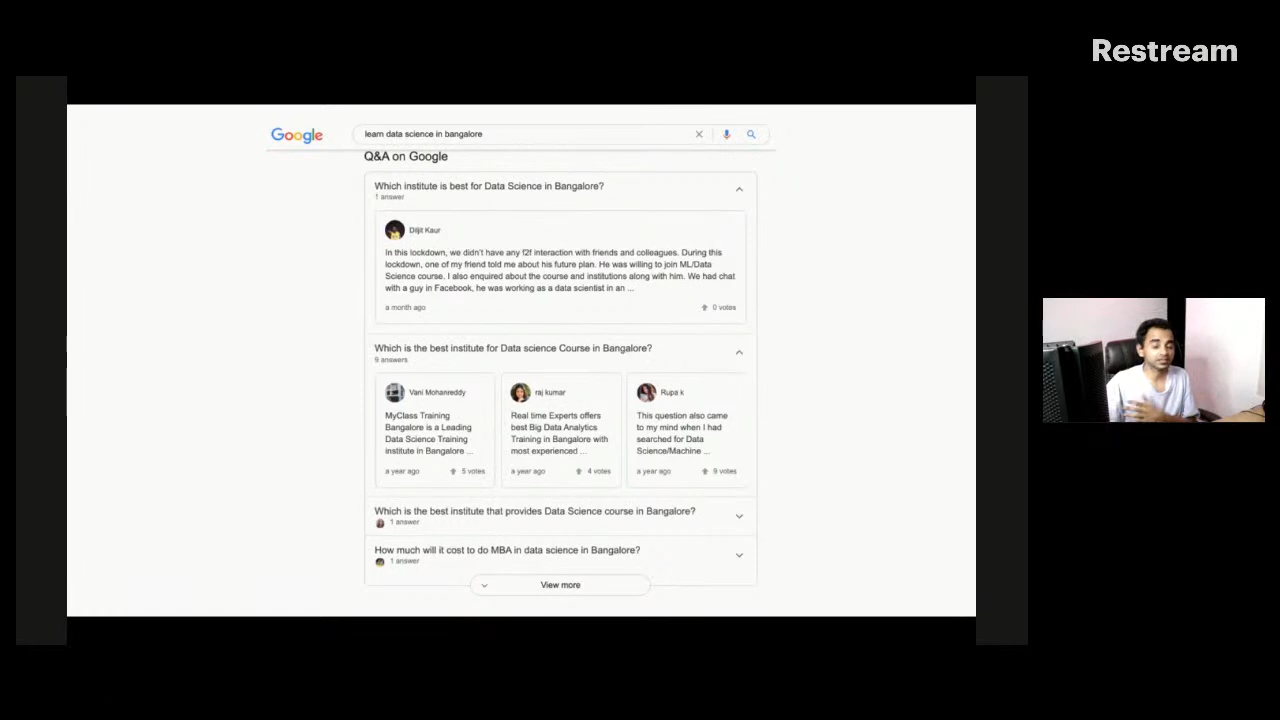 Restream
Google
learn data science in bangalore
Q&A on Google
Which institute is best for Data Science in Bangalore?
1 answer
Diljit Kaur
In this lockdown, we didn't have any f2f interaction with friends and colleagues. During this
lockdown, one of my friend told me about his future plan. He was willing to join ML/Data
Science course. I also enquired about the course and institutions along with him. We had chat
with a guy in Facebook, he was working as a data scientist in an ...
a month ago
0 votes
Which is the best institute for Data science Course in Bangalore?
9 answers
Vani Mohanreddy
MyClass Training
Bangalore is a Leading
Data Science Training
institute in Bangalore ...
a year ago
5 votes
raj kumar
Real time Experts offers
best Big Data Analytics
Training in Bangalore with
most experienced ...
a year ago
4 votes
Rupa k
This question also came
to my mind when I had
searched for Data
Science/Machine ...
a year ago
9 votes
Which is the best institute that provides Data Science course in Bangalore?
1 answer
How much will it cost to do MBA in data science in Bangalore?
1 answer
View more